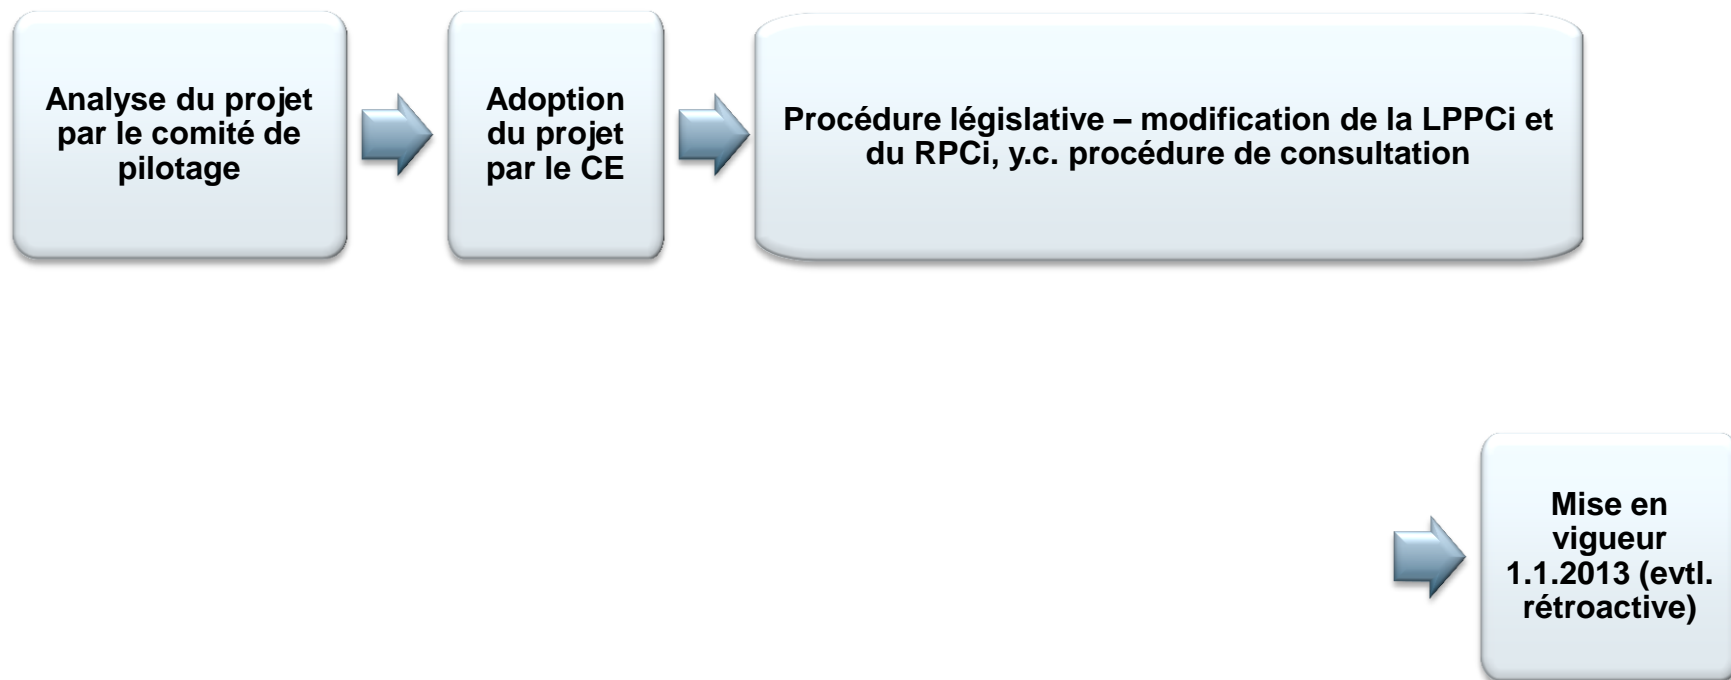 Analyse du projet
par le comité de
pilotage
Adoption
du projet
par le CE
Procédure législative – modification de la LPPCi et
du RPCi, y.c. procédure de consultation
Mise en
vigueur
1.1.2013 (evtl.
rétroactive)